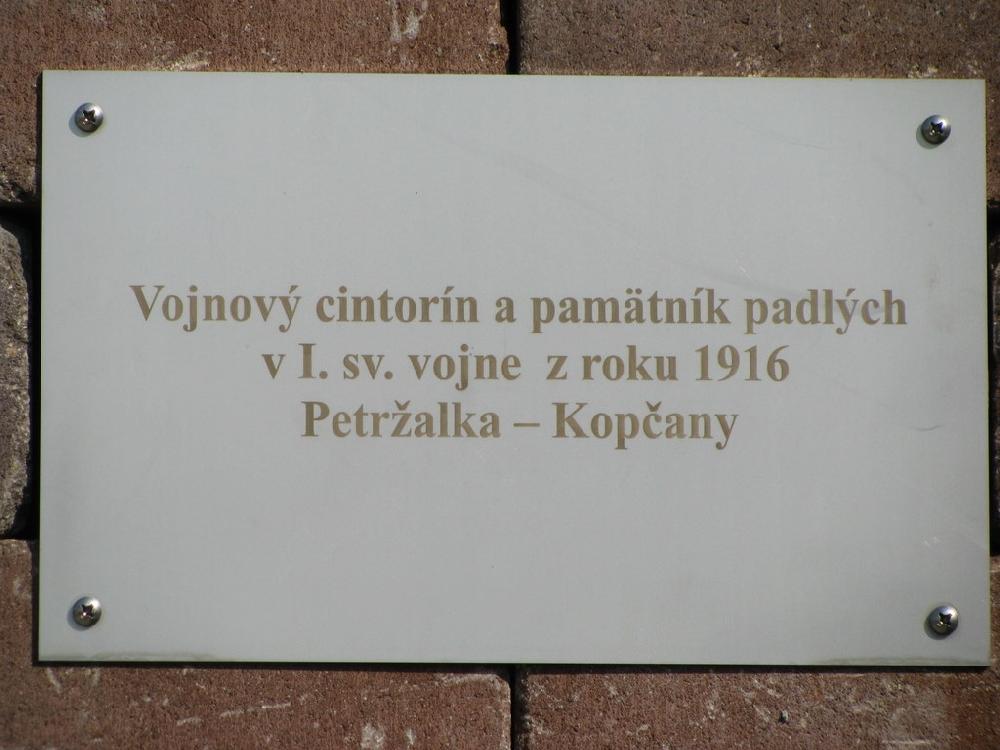 Vojnový cintorín a pamätník padlých
v I. sv. vojne z roku 1916
Petržalka – Kopčany